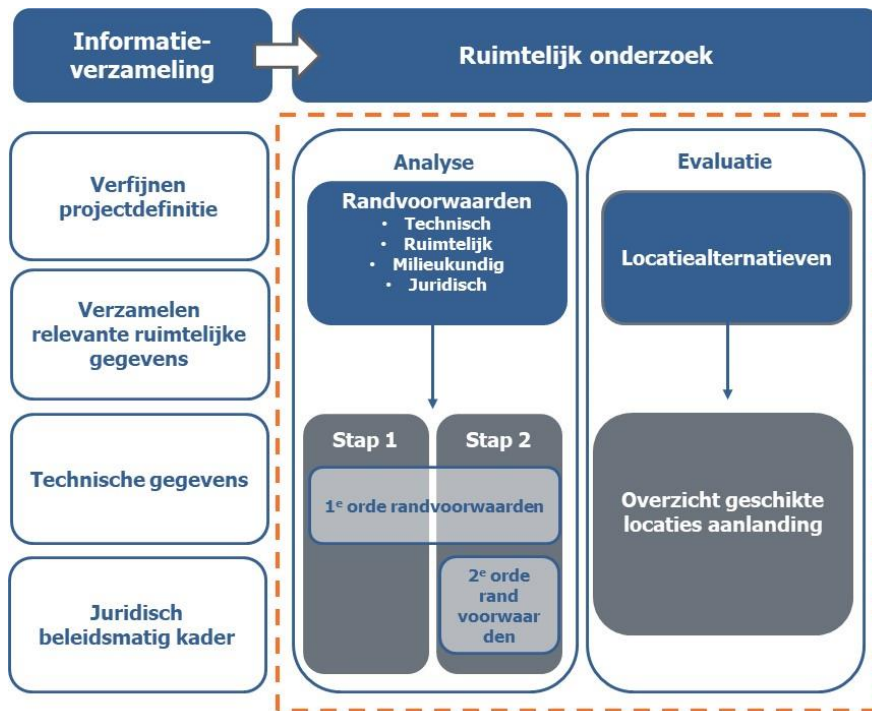 Informatie-
verzameling
Ruimtelijk onderzoek
Verfijnen
projectdefinitie
Verzamelen
relevante ruimtelijke
gegevens
Technische gegevens
Juridisch
beleidsmatig kader
Analyse
Randvoorwaarden
• Technisch
• Ruimtelijk
• Milieukundig
• Juridisch
Stap 1
Stap 2
1e orde randvoorwaarden
2e orde
rand
voorwaar
den
Evaluatie
Locatiealternatieven
Overzicht geschikte
locaties aanlanding